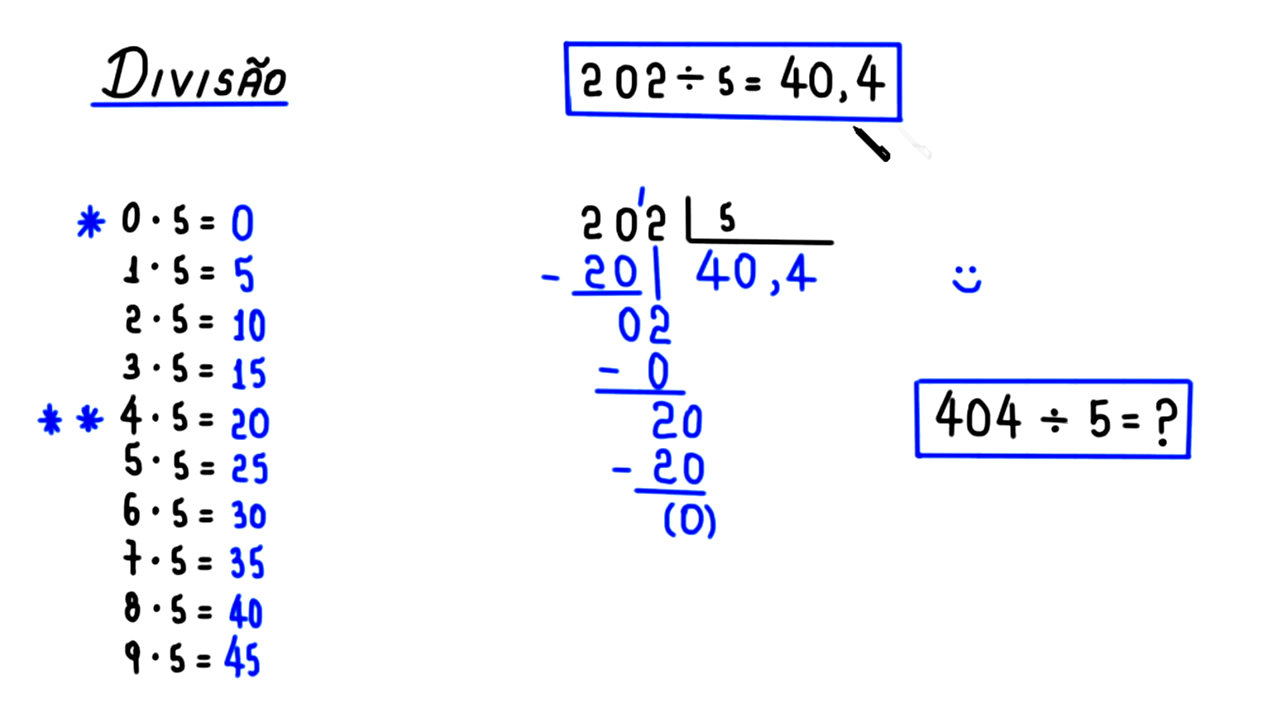 DIVISÃO
202 ÷ 5 = 40,4
* 0 · 5 = 0
1 · 5 = 5
2 · 5 = 10
3 · 5 = 15
** 4 · 5 = 20
5 · 5 = 25
6 · 5 = 30
7 · 5 = 35
8 · 5 = 40
9 · 5 = 45
202' 5
- 20 40,4
02
- 0
20
- 20
(0)
404 ÷ 5 = ?